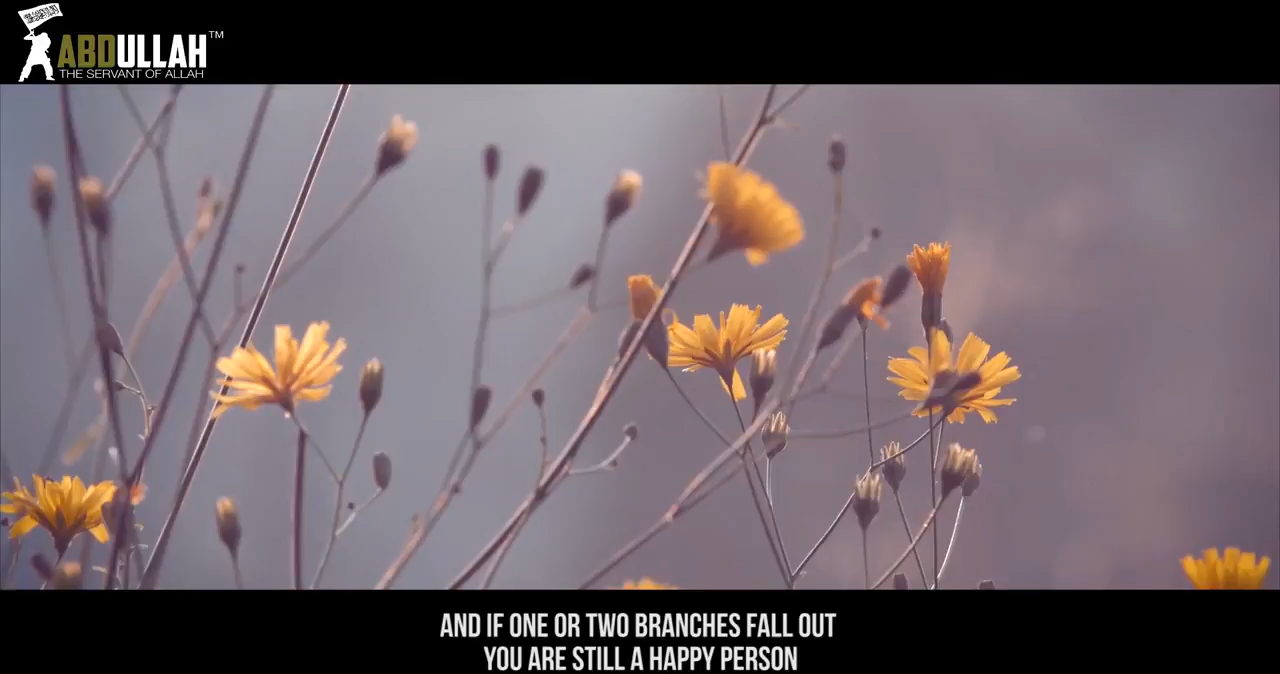 ABDULLAH™
THE SERVANT OF ALLAH
AND IF ONE OR TWO BRANCHES FALL OUT
YOU ARE STILL A HAPPY PERSON